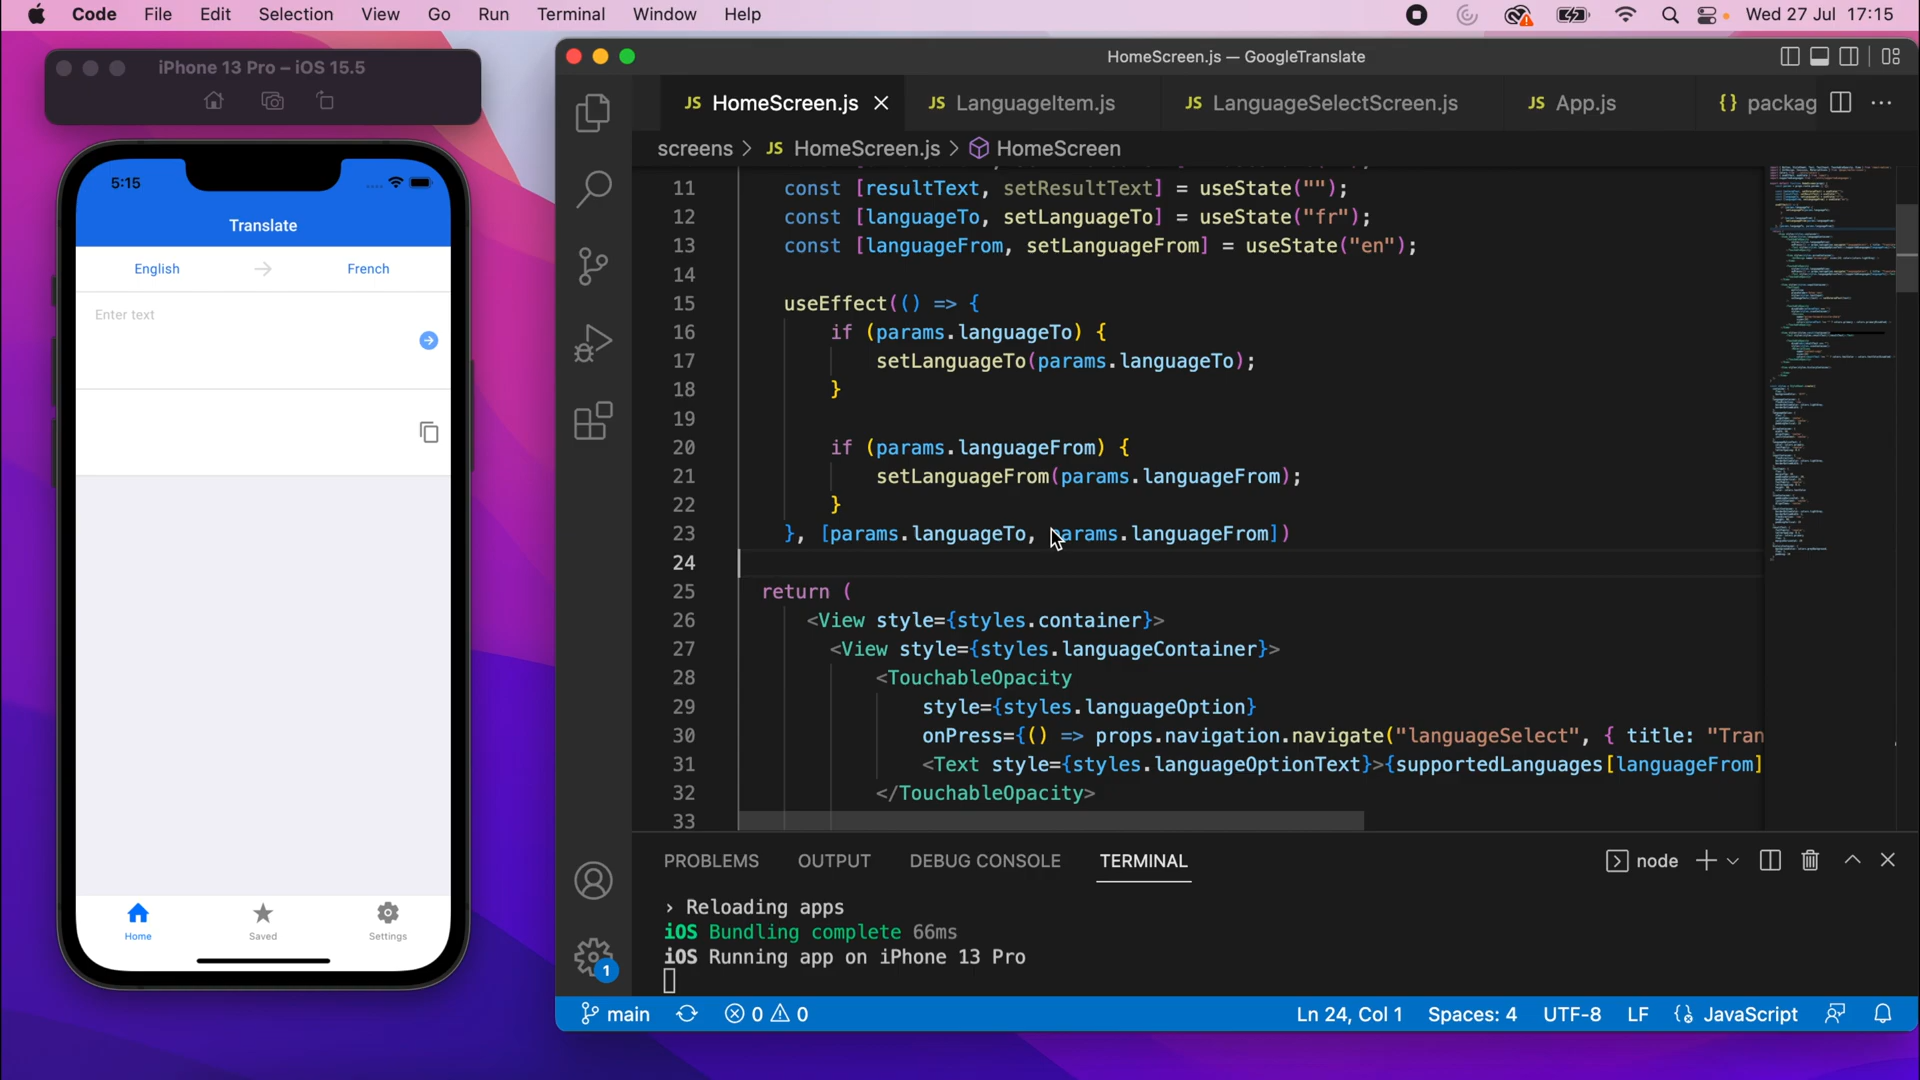 Code File Edit Selection View Go Run Terminal Window Help Wed 27 Jul 17:15
iPhone 13 Pro – iOS 15.5
5:15
Translate
English French
Enter text
Home Saved Settings
HomeScreen.js — GoogleTranslate
JS HomeScreen.js JS LanguageItem.js JS LanguageSelectScreen.js JS App.js {} packag
screens > JS HomeScreen.js > HomeScreen
11 const [resultText, setResultText] = useState("");
12 const [languageTo, setLanguageTo] = useState("fr");
13 const [languageFrom, setLanguageFrom] = useState("en");
14
15 useEffect(() => {
16 if (params.languageTo) {
17 setLanguageTo(params.languageTo);
18 }
19
20 if (params.languageFrom) {
21 setLanguageFrom(params.languageFrom);
22 }
23 }, [params.languageTo, params.languageFrom])
24
25 return (
26 <View style={styles.container}>
27 <View style={styles.languageContainer}>
28 <TouchableOpacity
29 style={styles.languageOption}
30 onPress={() => props.navigation.navigate("languageSelect", { title: "Tran
31 <Text style={styles.languageOptionText}>{supportedLanguages[languageFrom]
32 </TouchableOpacity>
33
PROBLEMS OUTPUT DEBUG CONSOLE TERMINAL node
› Reloading apps
iOS Bundling complete 66ms
iOS Running app on iPhone 13 Pro
1
main 0 0 Ln 24, Col 1 Spaces: 4 UTF-8 LF JavaScript